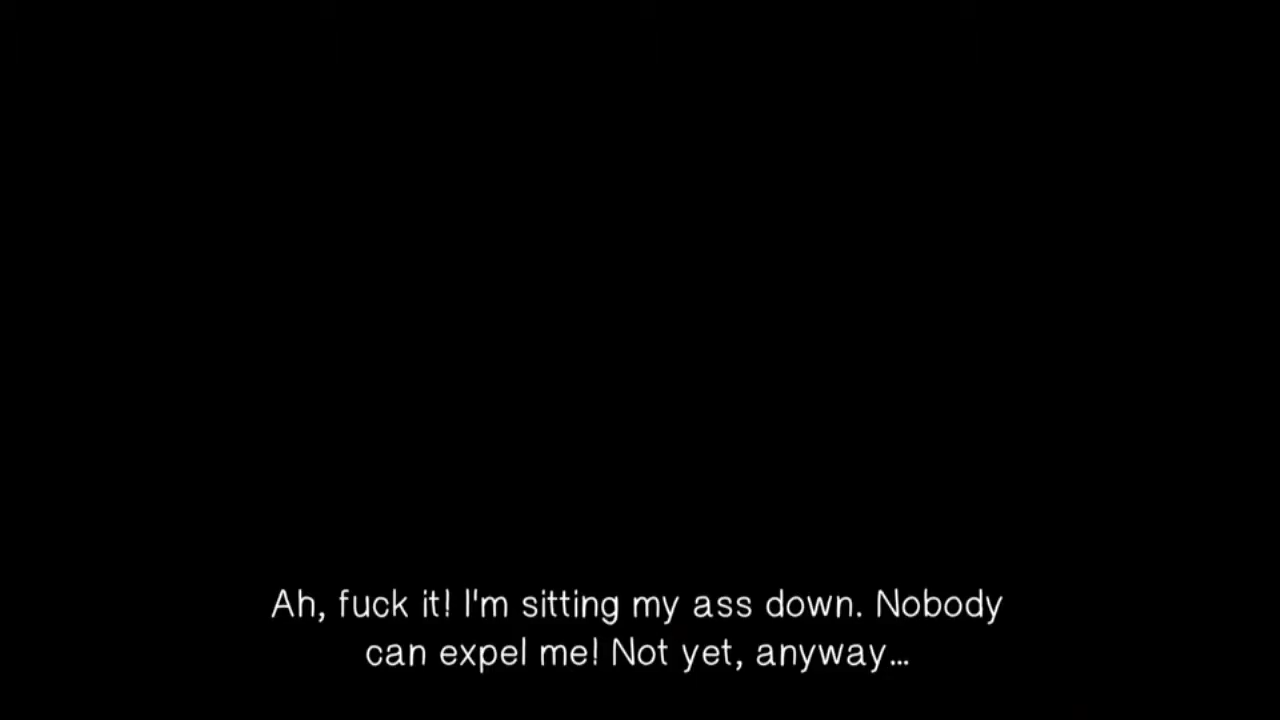 Ah, fuck it! I'm sitting my ass down. Nobody
can expel me! Not yet, anyway...